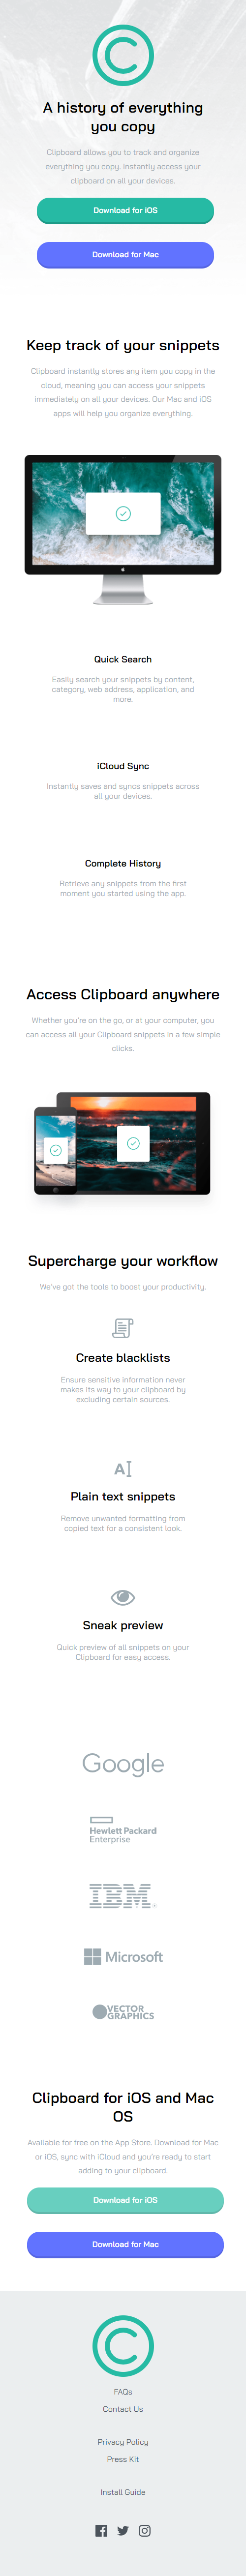 A history of everything
you copy
Clipboard allows you to track and organize
everything you copy. Instantly access your
clipboard on all your devices.
Download for iOS
Download for Mac
Keep track of your snippets
Clipboard instantly stores any item you copy in the
cloud, meaning you can access your snippets
immediately on all your devices. Our Mac and iOS
apps will help you organize everything.
Quick Search
Easily search your snippets by content,
category, web address, application, and
more.
iCloud Sync
Instantly saves and syncs snippets across
all your devices.
Complete History
Retrieve any snippets from the first
moment you started using the app.
Access Clipboard anywhere
Whether you're on the go, or at your computer, you
can access all your Clipboard snippets in a few simple
clicks.
Supercharge your workflow
We've got the tools to boost your productivity.
Create blacklists
Ensure sensitive information never
makes its way to your clipboard by
excluding certain sources.
A
Plain text snippets
Remove unwanted formatting from
copied text for a consistent look.
Sneak preview
Quick preview of all snippets on your
Clipboard for easy access.
Google
Hewlett Packard
Enterprise
IBM
Microsoft
VECTOR
GRAPHICS
Clipboard for iOS and Mac
OS
Available for free on the App Store. Download for Mac
or iOS, sync with iCloud and you're ready to start
adding to your clipboard.
Download for iOS
Download for Mac
FAQs
Contact Us
Privacy Policy
Press Kit
Install Guide